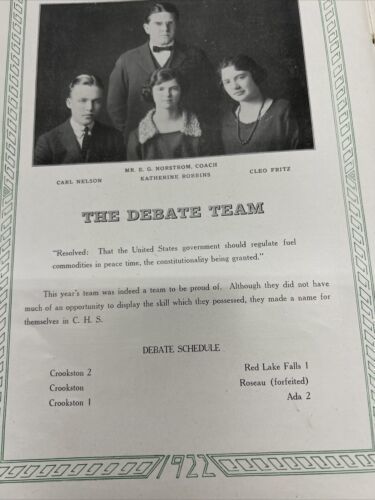 CARL NELSON
MR. E. G. NORSTROM, COACH
KATHERINE ROBBINS
CLEO FRITZ
THE DEBATE TEAM
"Resolved: That the United States government should regulate fuel
commodities in peace time, the constitutionality being granted."
This year's team was indeed a team to be proud of. Although they did not have
much of an opportunity to display the skill which they possessed, they made a name for
themselves in C. H. S.
DEBATE SCHEDULE
Crookston 2 Red Lake Falls 1
Crookston Roseau (forfeited)
Crookston 1 Ada 2
1922